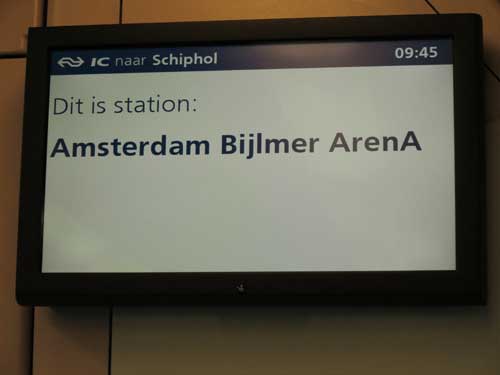 IC naar Schiphol 09:45
Dit is station:
Amsterdam Bijlmer ArenA